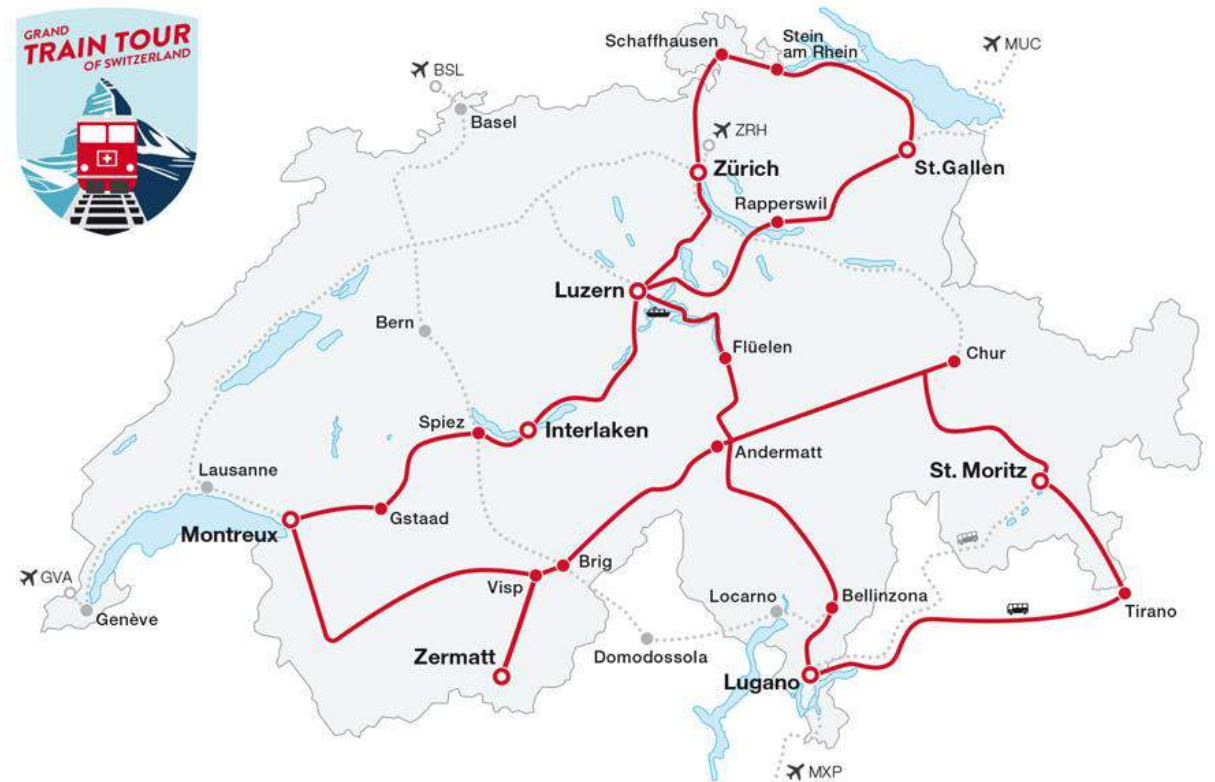 GRAND
TRAIN TOUR
OF SWITZERLAND
Schaffhausen
Stein
am Rhein
MUC
BSL
Basel
ZRH
Zürich
St.Gallen
Rapperswil
Luzern
Bern
Flüelen
Chur
Spiez
Interlaken
Andermatt
Lausanne
St. Moritz
Gstaad
Montreux
Brig
GVA
Visp
Genève
Locarno
Bellinzona
Tirano
Zermatt
Domodossola
Lugano
MXP